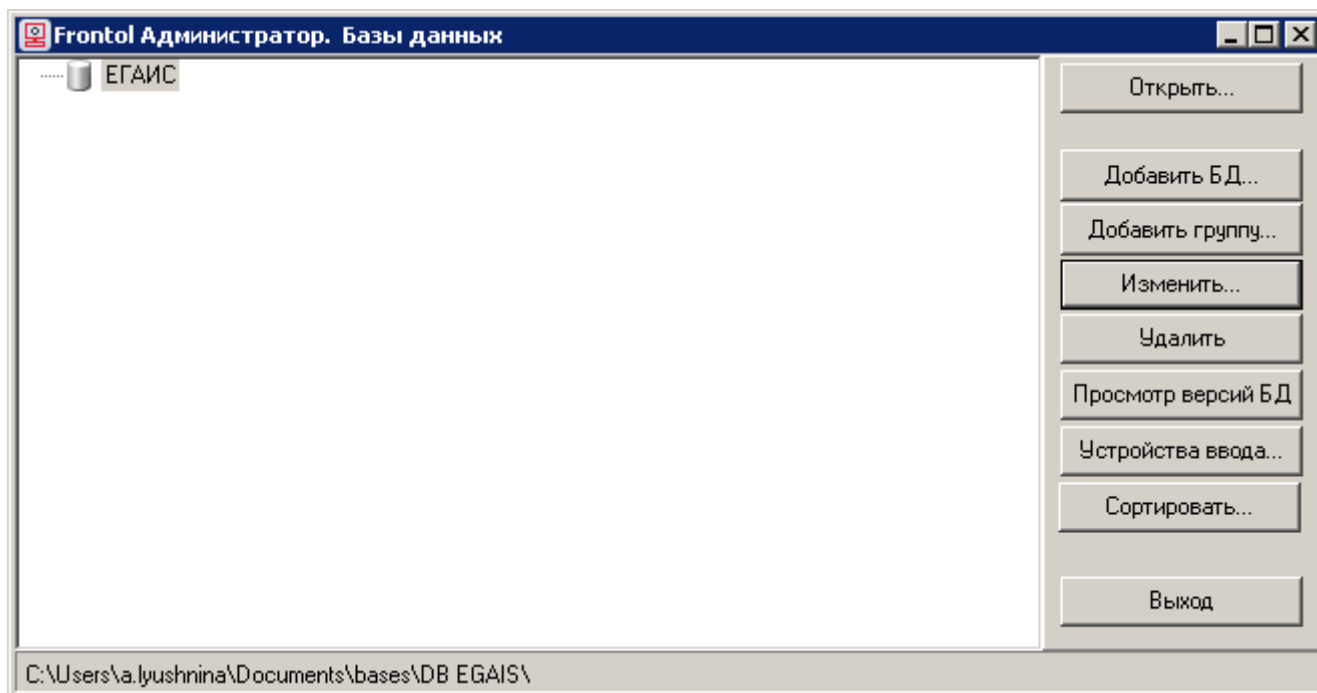 Frontol Администратор. Базы данных
ЕГАИС
Открыть...
Добавить БД...
Добавить группу...
Изменить...
Удалить
Просмотр версий БД
Устройства ввода...
Сортировать...
Выход
C:\Users\a.lyushnina\Documents\bases\DB EGAIS\